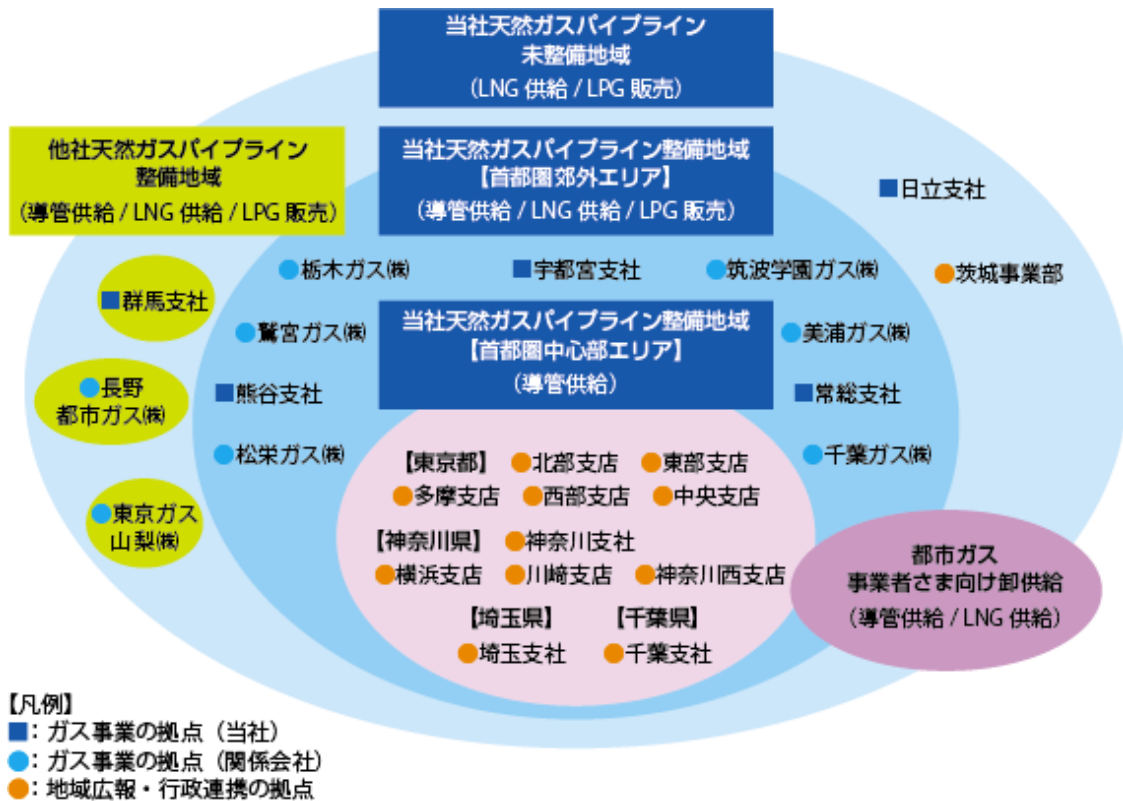 当社天然ガスパイプライン
未整備地域
(LNG 供給 / LPG 販売)
他社天然ガスパイプライン
整備地域
(導管供給 / LNG 供給 / LPG 販売)
当社天然ガスパイプライン整備地域
【首都圏郊外エリア】
(導管供給 / LNG 供給 / LPG 販売)
■日立支社
●栃木ガス㈱
■宇都宮支社
●筑波学園ガス㈱
●茨城事業部
■群馬支社
●鷲宮ガス㈱
当社天然ガスパイプライン整備地域
【首都圏中心部エリア】
(導管供給)
●美浦ガス㈱
●長野
都市ガス㈱
■熊谷支社
■常総支社
●松栄ガス㈱
●千葉ガス㈱
【東京都】 ●北部支店 ●東部支店
●多摩支店 ●西部支店 ●中央支店
●東京ガス
山梨㈱
【神奈川県】 ●神奈川支社
●横浜支店 ●川崎支店 ●神奈川西支店
都市ガス
事業者さま向け卸供給
(導管供給 / LNG 供給)
【埼玉県】 【千葉県】
●埼玉支社 ●千葉支社
【凡例】
■：ガス事業の拠点（当社）
●：ガス事業の拠点（関係会社）
●：地域広報・行政連携の拠点